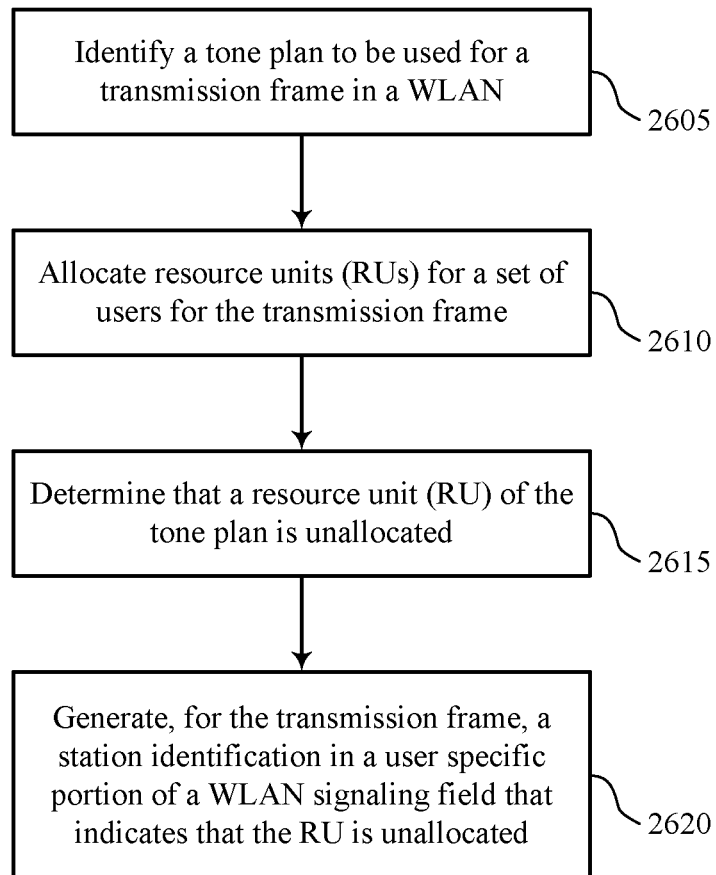 Identify a tone plan to be used for a
transmission frame in a WLAN
2605
Allocate resource units (RUs) for a set of
users for the transmission frame
2610
Determine that a resource unit (RU) of the
tone plan is unallocated
2615
Generate, for the transmission frame, a
station identification in a user specific
portion of a WLAN signaling field that
indicates that the RU is unallocated
2620